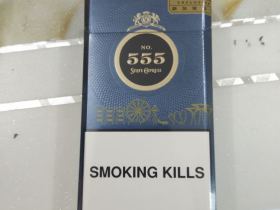 NO.
555
State Express
SMOKING KILLS